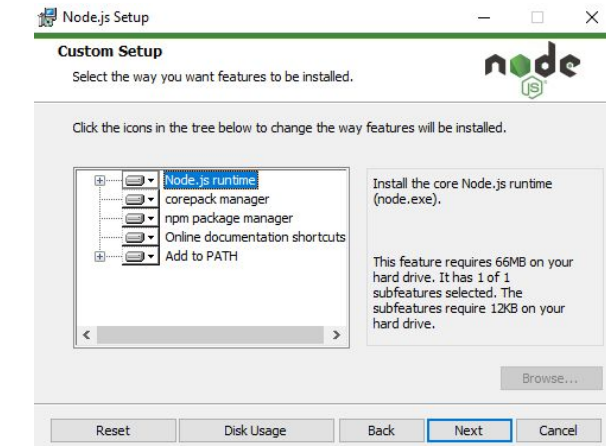 Node.js Setup
Custom Setup
Select the way you want features to be installed.
node
JS
Click the icons in the tree below to change the way features will be installed.
Node.js runtime
corepack manager
npm package manager
Online documentation shortcuts
Add to PATH
Install the core Node.js runtime
(node.exe).
This feature requires 66MB on your
hard drive. It has 1 of 1
subfeatures selected. The
subfeatures require 12KB on your
hard drive.
Browse...
Reset Disk Usage Back Next Cancel